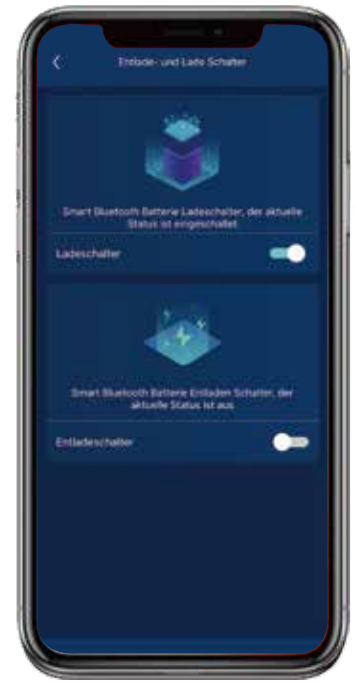 Entlade- und Lade Schalter
Smart Bluetooth Batterie Ladeschalter, der aktuelle
Status ist eingeschaltet
Ladeschalter
Smart Bluetooth Batterie Entladen Schalter, der
aktuelle Status ist aus
Entladeschalter